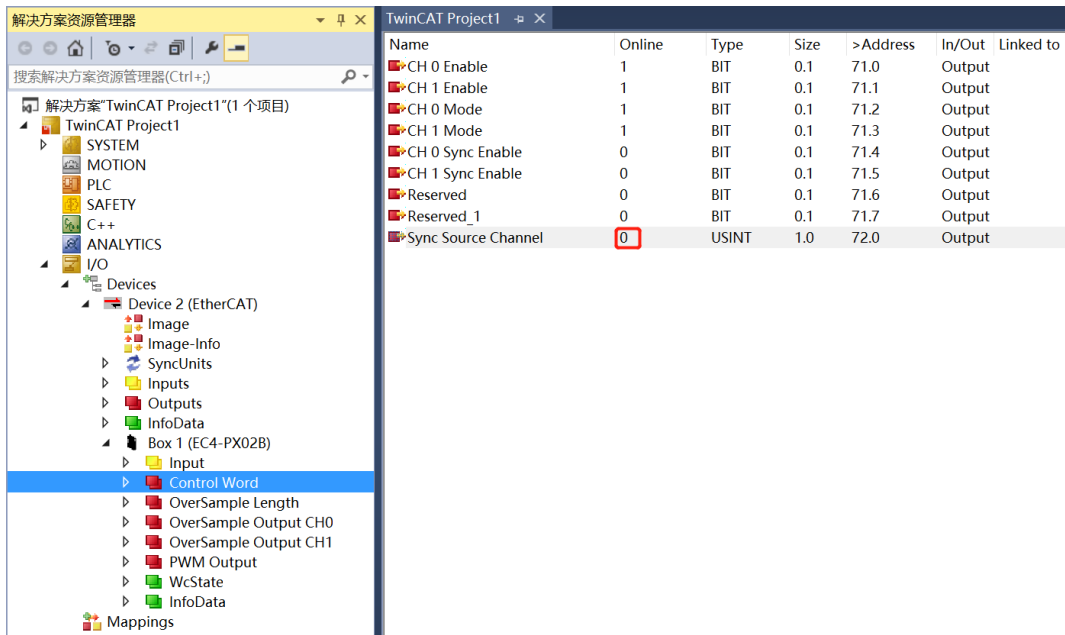 解决方案资源管理器
搜索解决方案资源管理器(Ctrl+;)
解决方案"TwinCAT Project1"(1 个项目)
TwinCAT Project1
SYSTEM
MOTION
PLC
SAFETY
C++
ANALYTICS
I/O
Devices
Device 2 (EtherCAT)
Image
Image-Info
SyncUnits
Inputs
Outputs
InfoData
Box 1 (EC4-PX02B)
Input
Control Word
OverSample Length
OverSample Output CH0
OverSample Output CH1
PWM Output
WcState
InfoData
Mappings
TwinCAT Project1
Name Online Type Size >Address In/Out Linked to
CH 0 Enable 1 BIT 0.1 71.0 Output
CH 1 Enable 1 BIT 0.1 71.1 Output
CH 0 Mode 1 BIT 0.1 71.2 Output
CH 1 Mode 1 BIT 0.1 71.3 Output
CH 0 Sync Enable 0 BIT 0.1 71.4 Output
CH 1 Sync Enable 0 BIT 0.1 71.5 Output
Reserved 0 BIT 0.1 71.6 Output
Reserved_1 0 BIT 0.1 71.7 Output
Sync Source Channel 0 USINT 1.0 72.0 Output